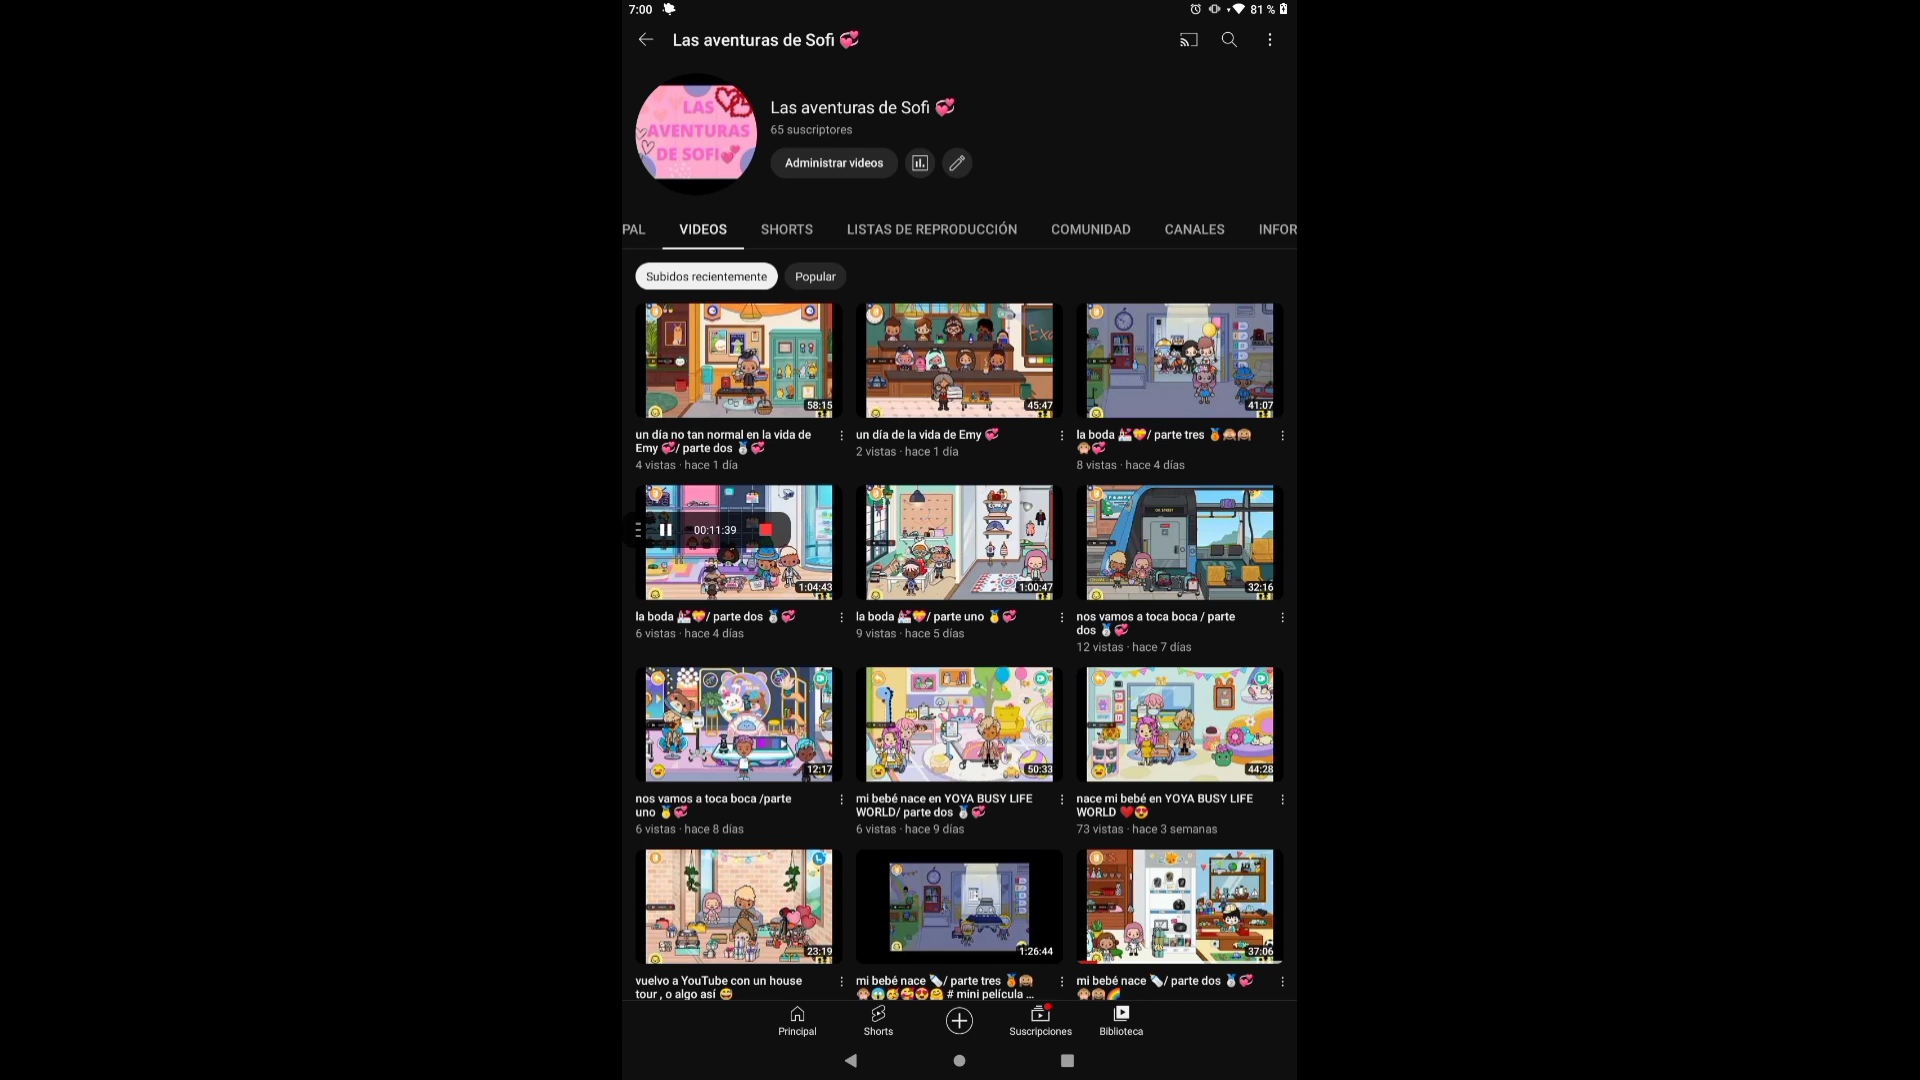 7:00
81 %
Las aventuras de Sofi 💞
LAS
AVENTURAS
DE SOFI💕
Las aventuras de Sofi 💞
65 suscriptores
Administrar videos
PAL
VIDEOS
SHORTS
LISTAS DE REPRODUCCIÓN
COMUNIDAD
CANALES
INFOR
Subidos recientemente
Popular
58:15
45:47
41:07
un día no tan normal en la vida de
Emy 💞/ parte dos 🥈💞
4 vistas · hace 1 día
un día de la vida de Emy 💞
2 vistas · hace 1 día
la boda 💒💝/ parte tres 🥉🙈🙉
🙊💞
8 vistas · hace 4 días
00:11:39
1:04:43
1:00:47
32:16
la boda 💒💝/ parte dos 🥈💞
6 vistas · hace 4 días
la boda 💒💝/ parte uno 🥇💞
9 vistas · hace 5 días
nos vamos a toca boca / parte
dos 🥈💞
12 vistas · hace 7 días
12:17
50:33
44:28
nos vamos a toca boca /parte
uno 🥇💞
6 vistas · hace 8 días
mi bebé nace en YOYA BUSY LIFE
WORLD/ parte dos 🥈💞
6 vistas · hace 9 días
nace mi bebé en YOYA BUSY LIFE
WORLD ❤️😍
73 vistas · hace 3 semanas
23:19
1:26:44
37:06
vuelvo a YouTube con un house
tour , o algo así 😅
mi bebé nace 🍼/ parte tres 🥉🙉
🙊😱🥳🥰😍🤗 # mini película ...
mi bebé nace 🍼/ parte dos 🥈💞
🙊🙉🌈
Principal
Shorts
Suscripciones
Biblioteca